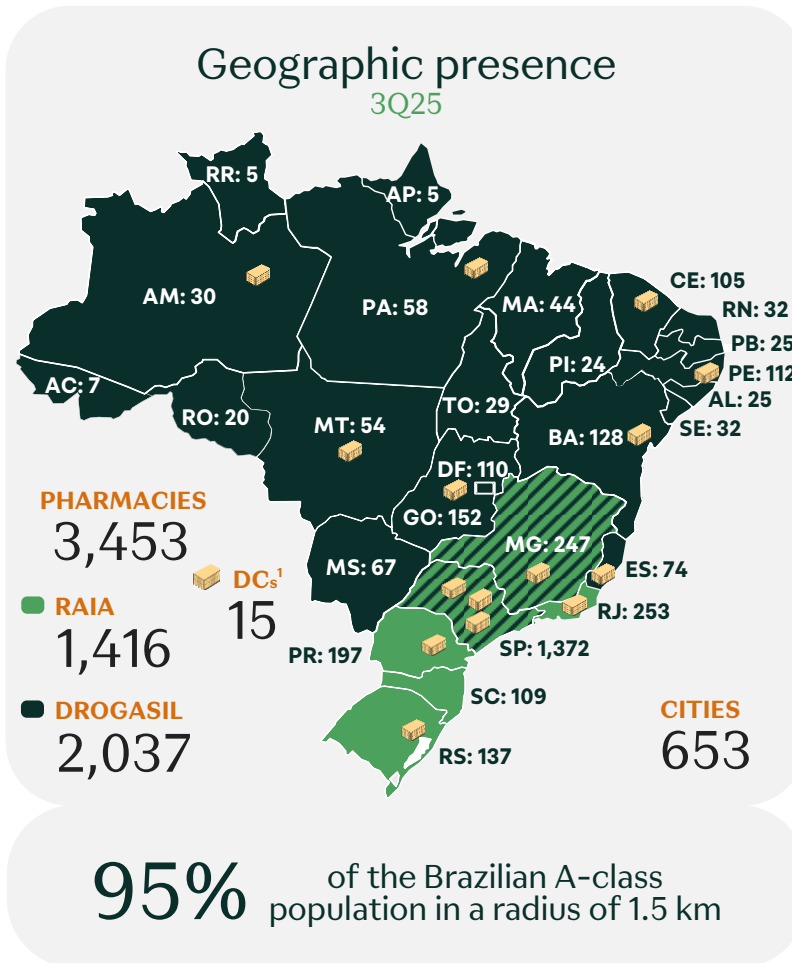 Geographic presence
3Q25
RR: 5
AP: 5
AM: 30
PA: 58
MA: 44
CE: 105
RN: 32
PB: 25
PI: 24
PE: 112
AC: 7
AL: 25
RO: 20
MT: 54
TO: 29
BA: 128
SE: 32
DF: 110
GO: 152
PHARMACIES
3,453
MG: 247
MS: 67
ES: 74
DCs¹
15
RAIA
1,416
RJ: 253
SP: 1,372
PR: 197
SC: 109
DROGASIL
2,037
CITIES
653
RS: 137
95%
of the Brazilian A-class
population in a radius of 1.5 km